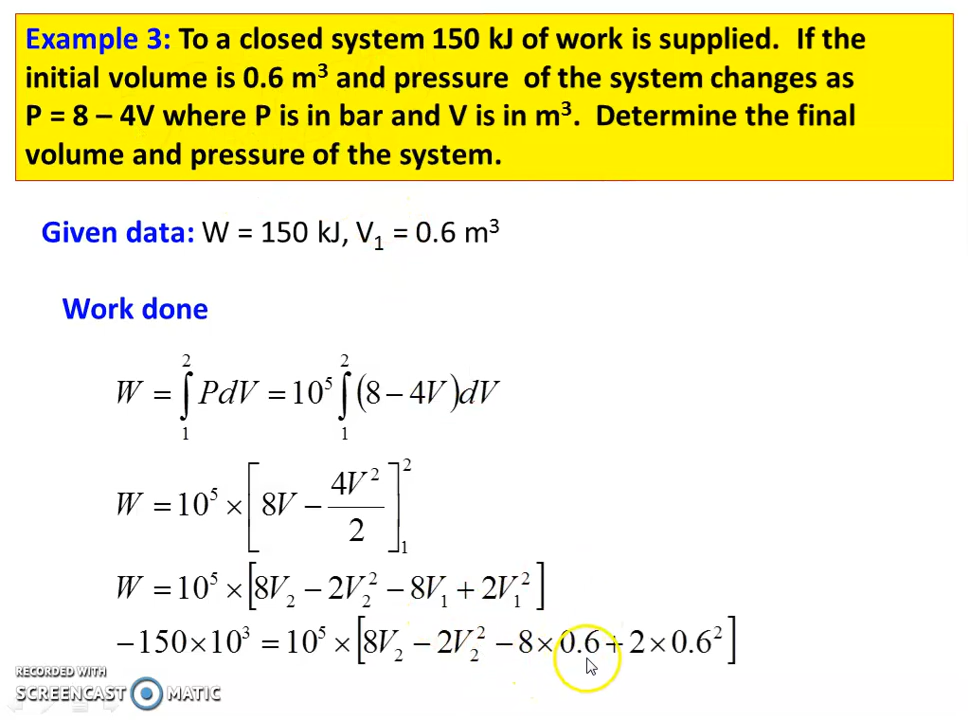 Example 3: To a closed system 150 kJ of work is supplied. If the
initial volume is 0.6 m³ and pressure of the system changes as
P = 8 – 4V where P is in bar and V is in m³. Determine the final
volume and pressure of the system.
Given data: W = 150 kJ, V₁ = 0.6 m³
Work done
W = ∫₁² PdV = 10⁵ ∫₁² (8 − 4V)dV
W = 10⁵ × [8V − 4V²/2]₁²
W = 10⁵ × [8V₂ − 2V₂² − 8V₁ + 2V₁²]
−150 × 10³ = 10⁵ × [8V₂ − 2V₂² − 8 × 0.6 + 2 × 0.6²]
RECORDED WITH
SCREENCAST MATIC